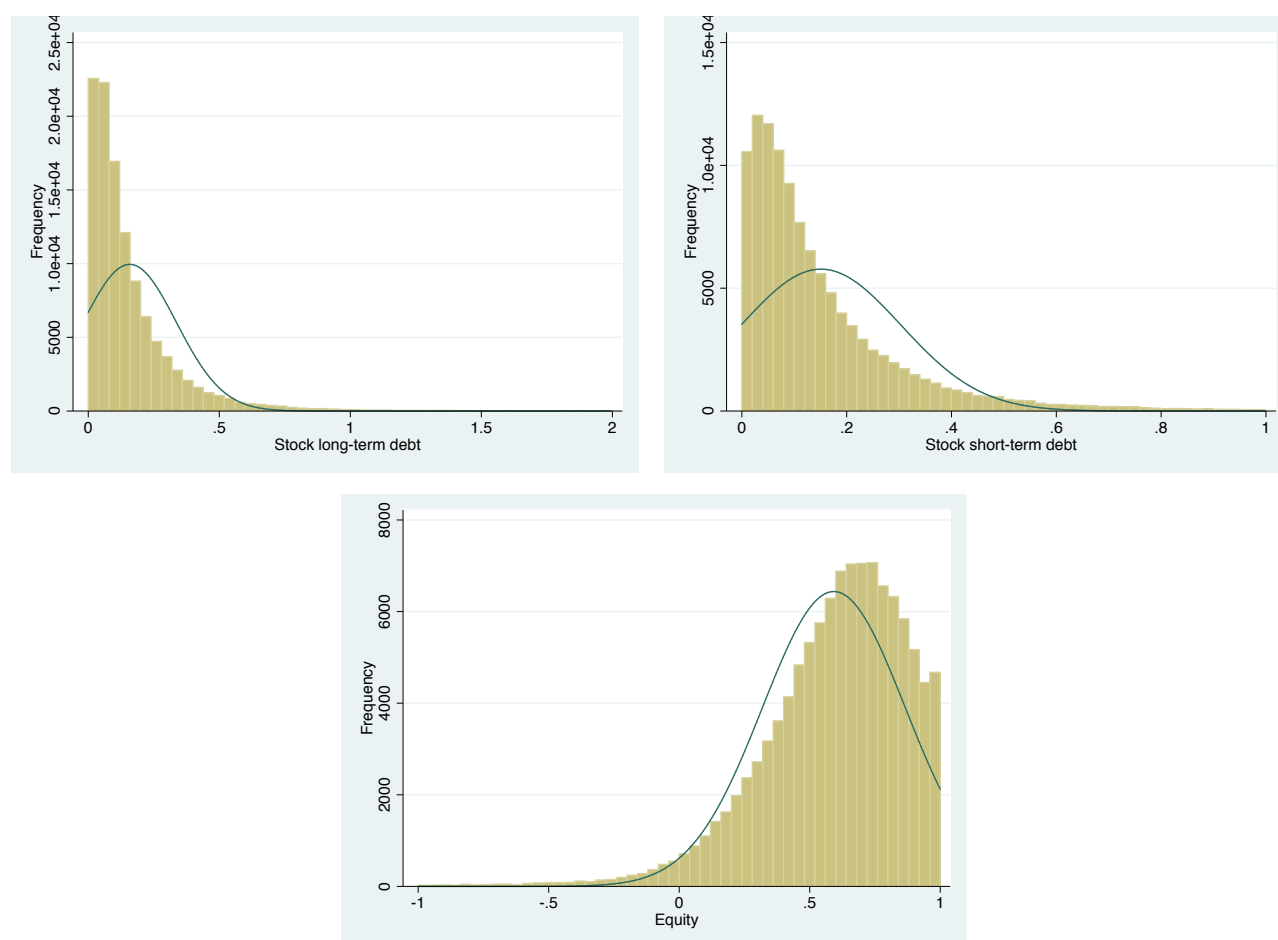 Frequency
0 5000 1.0e+04 1.5e+04 2.0e+04 2.5e+04
0 .5 1 1.5 2
Stock long-term debt
Frequency
0 5000 1.0e+04 1.5e+04
0 .2 .4 .6 .8 1
Stock short-term debt
Frequency
0 2000 4000 6000 8000
-1 -.5 0 .5 1
Equity